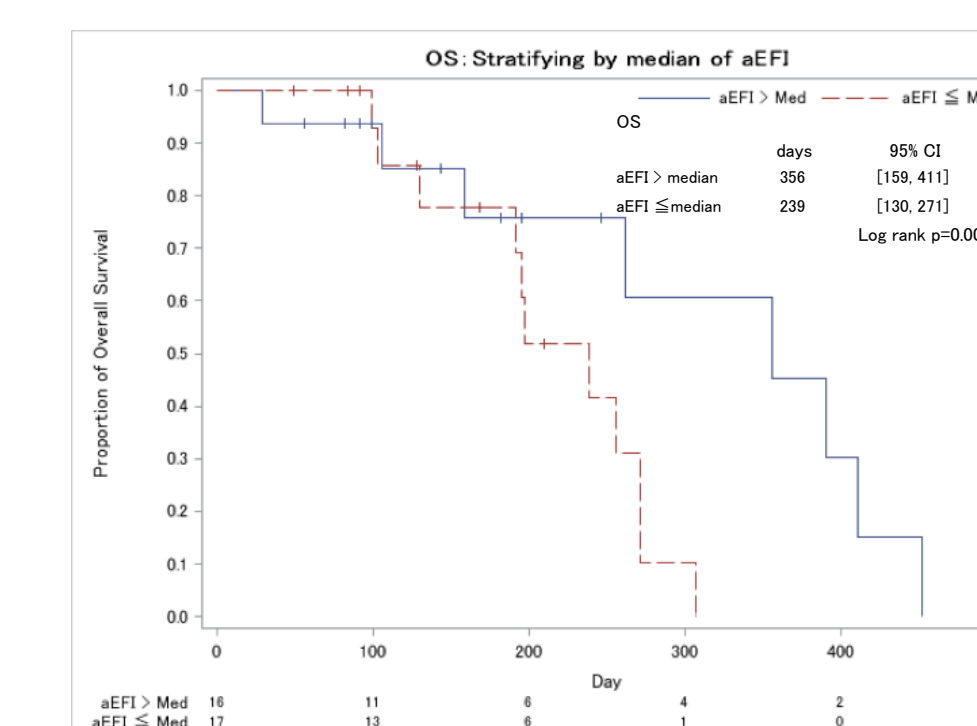 OS: Stratifying by median of aEFI
aEFI > Med
aEFI ≦ M
OS
days 95% CI
aEFI > median 356 [159, 411]
aEFI ≦median 239 [130, 271]
Log rank p=0.00
Proportion of Overall Survival
1.0
0.9
0.8
0.7
0.6
0.5
0.4
0.3
0.2
0.1
0.0
0 100 200 300 400
Day
aEFI > Med 16 11 6 4 2
aEFI ≦ Med 17 13 6 1 0